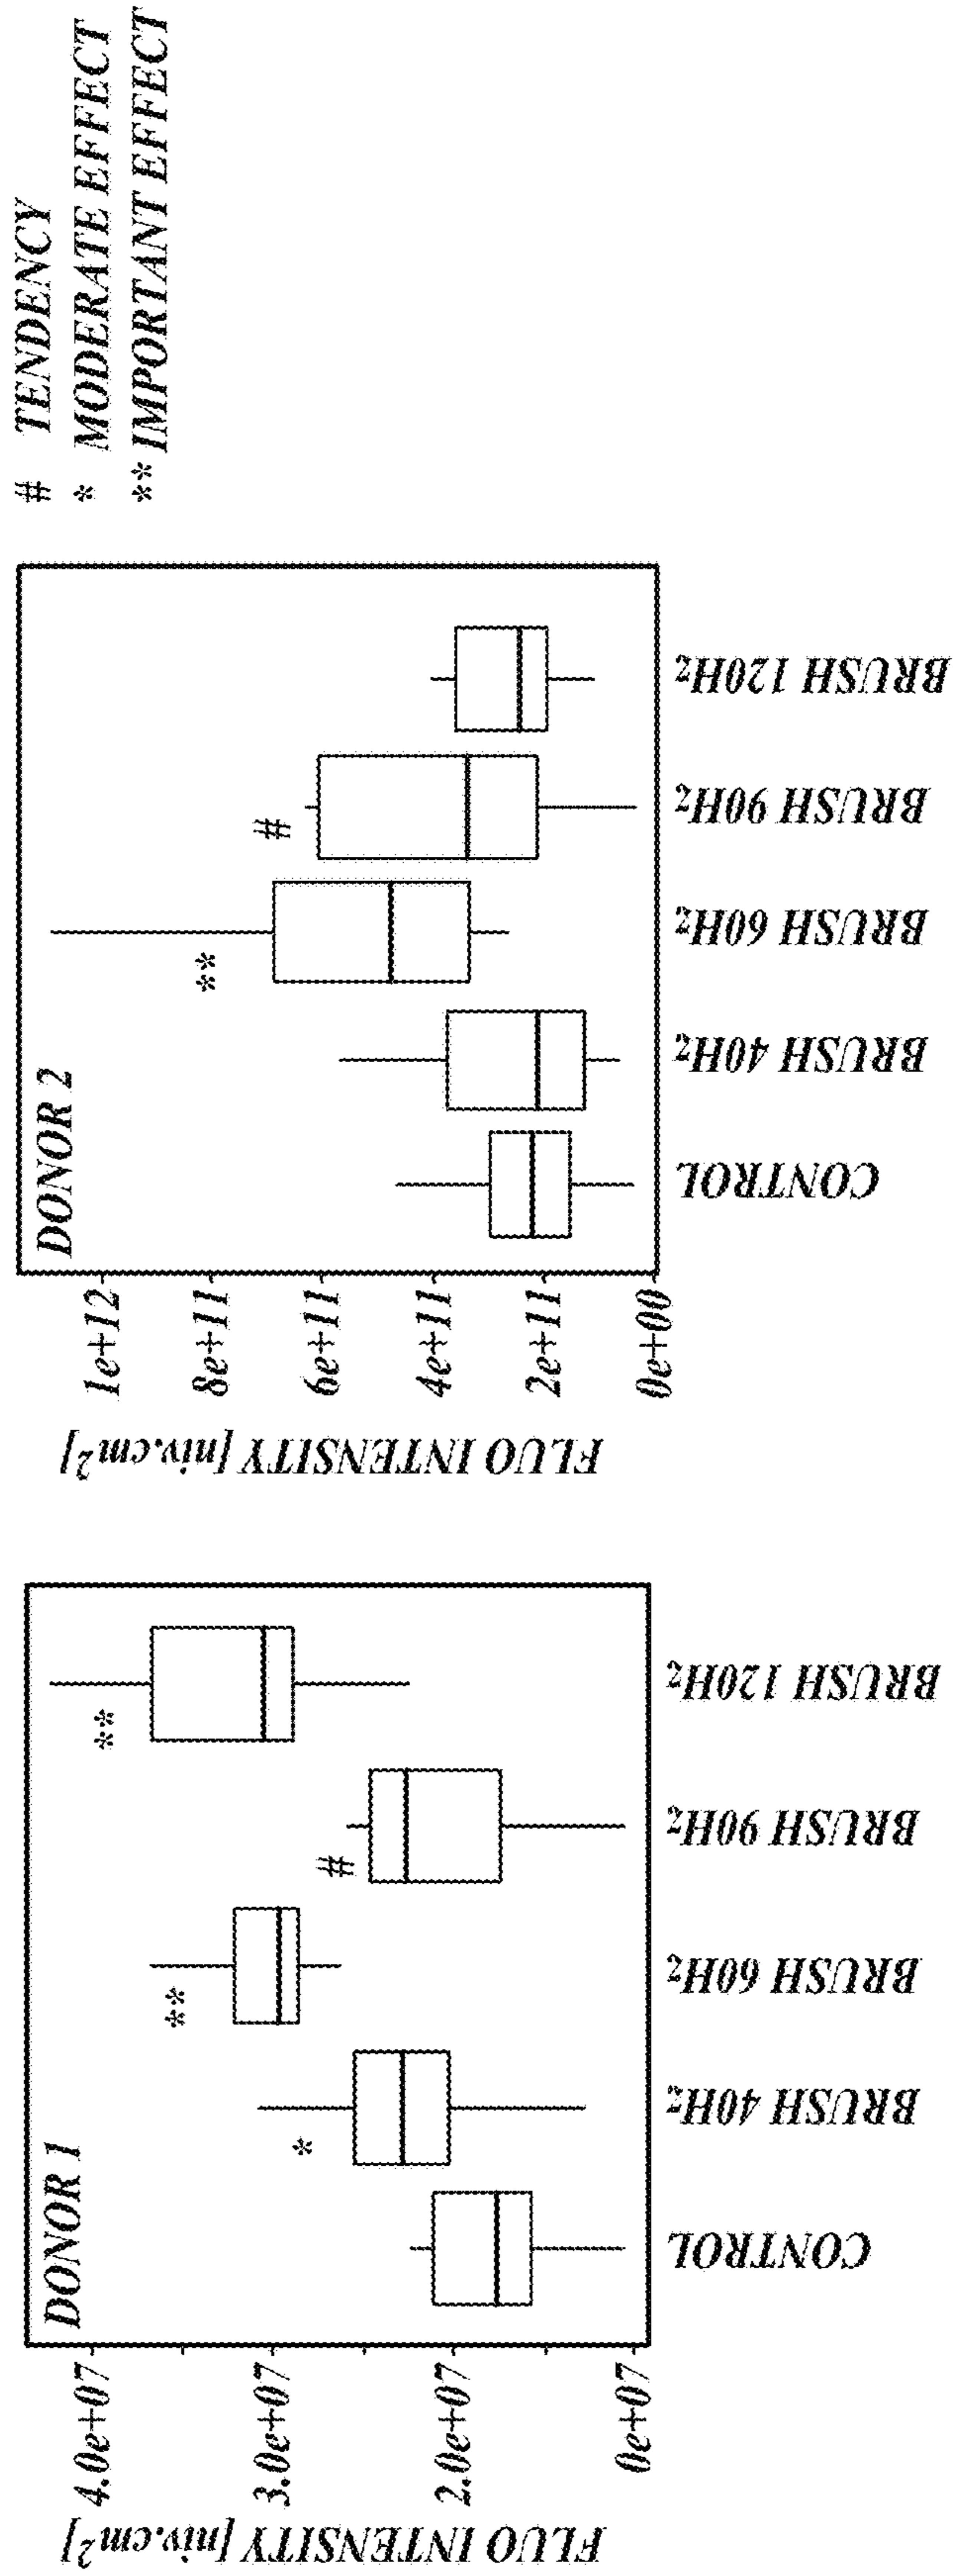 DONOR 1
FLUO INTENSITY [niv.cm²]
4.0e+07
3.0e+07
2.0e+07
0e+07
*
**
#
**
CONTROL
BRUSH 40Hz
BRUSH 60Hz
BRUSH 90Hz
BRUSH 120Hz
DONOR 2
FLUO INTENSITY [niv.cm²]
1e+12
8e+11
6e+11
4e+11
2e+11
0e+00
**
#
CONTROL
BRUSH 40Hz
BRUSH 60Hz
BRUSH 90Hz
BRUSH 120Hz
# TENDENCY
* MODERATE EFFECT
** IMPORTANT EFFECT